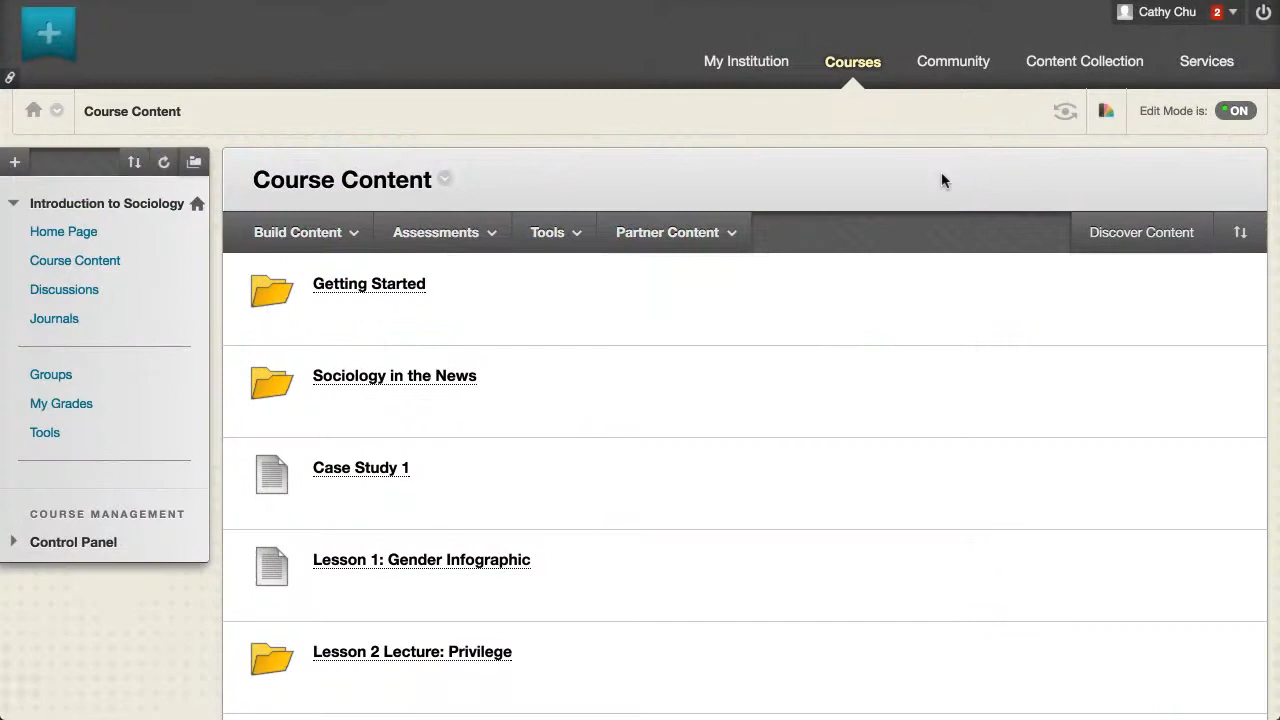 Cathy Chu 2
My Institution Courses Community Content Collection Services
Course Content Edit Mode is: ON
Introduction to Sociology
Home Page
Course Content
Discussions
Journals
Groups
My Grades
Tools
COURSE MANAGEMENT
Control Panel
Course Content
Build Content Assessments Tools Partner Content Discover Content
Getting Started
Sociology in the News
Case Study 1
Lesson 1: Gender Infographic
Lesson 2 Lecture: Privilege